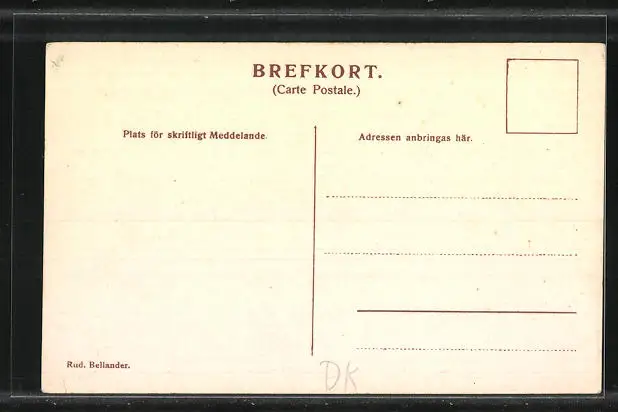 BREFKORT.
(Carte Postale.)
Plats för skriftligt Meddelande.
Adressen anbringas här.
Rud. Bellander.
DK